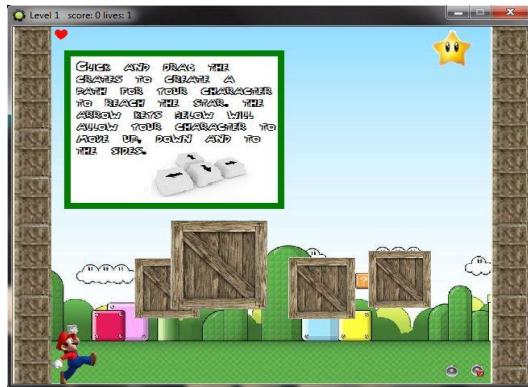 Level 1   score: 0 lives: 1
Click and drag the
crates to create a
path for your character
to reach the star. The
arrow keys below will
allow your character to
move up, down and to
the sides.